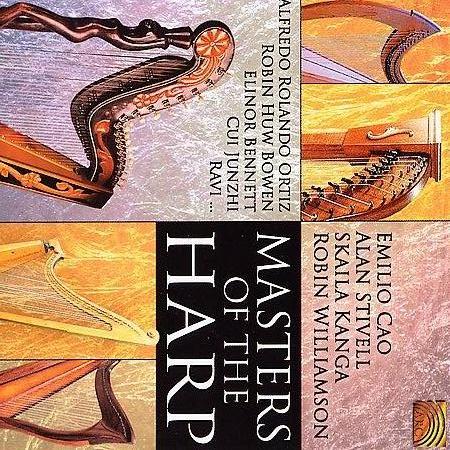 ARC
EMILIO CAO
ALAN STIVELL
SKAILA KANGA
ROBIN WILLIAMSON
ALFREDO ROLANDO ORTIZ
ROBIN HUW BOWEN
ELINOR BENNETT
CUI JUNZHI
RAVI ...
MASTERS
OF THE
HARP